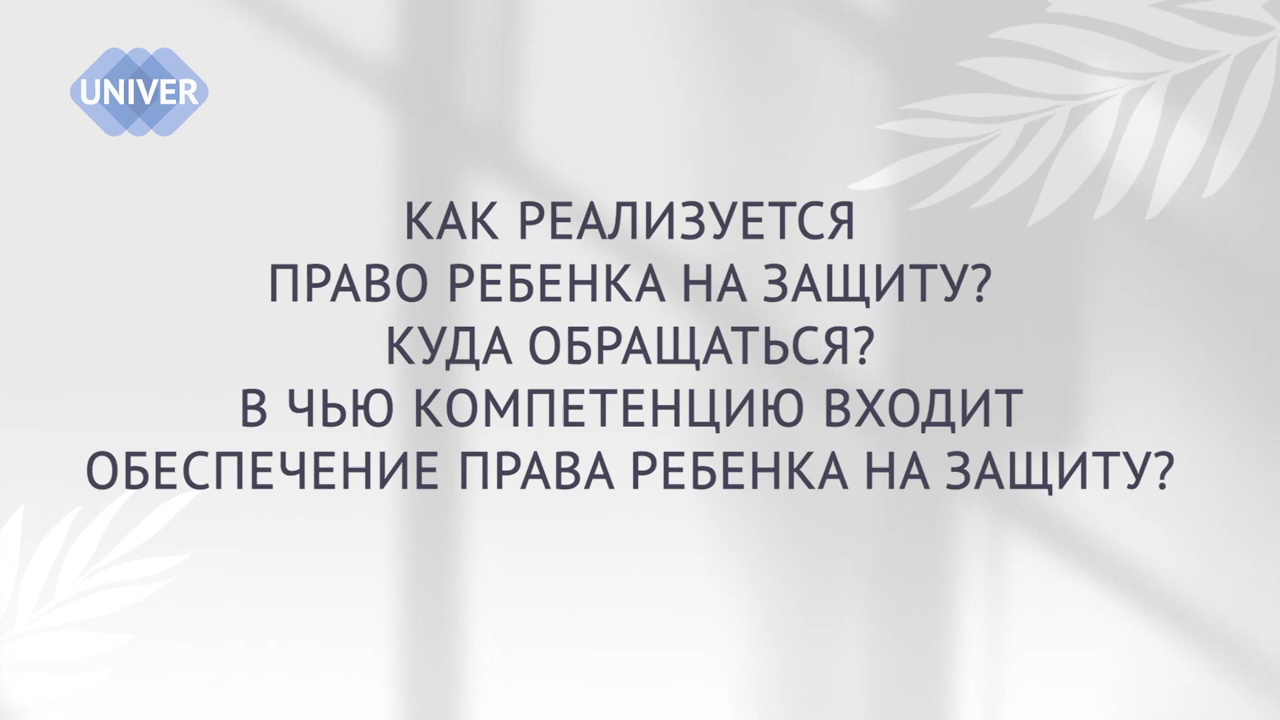 UNIVER
КАК РЕАЛИЗУЕТСЯ
ПРАВО РЕБЕНКА НА ЗАЩИТУ?
КУДА ОБРАЩАТЬСЯ?
В ЧЬЮ КОМПЕТЕНЦИЮ ВХОДИТ
ОБЕСПЕЧЕНИЕ ПРАВА РЕБЕНКА НА ЗАЩИТУ?